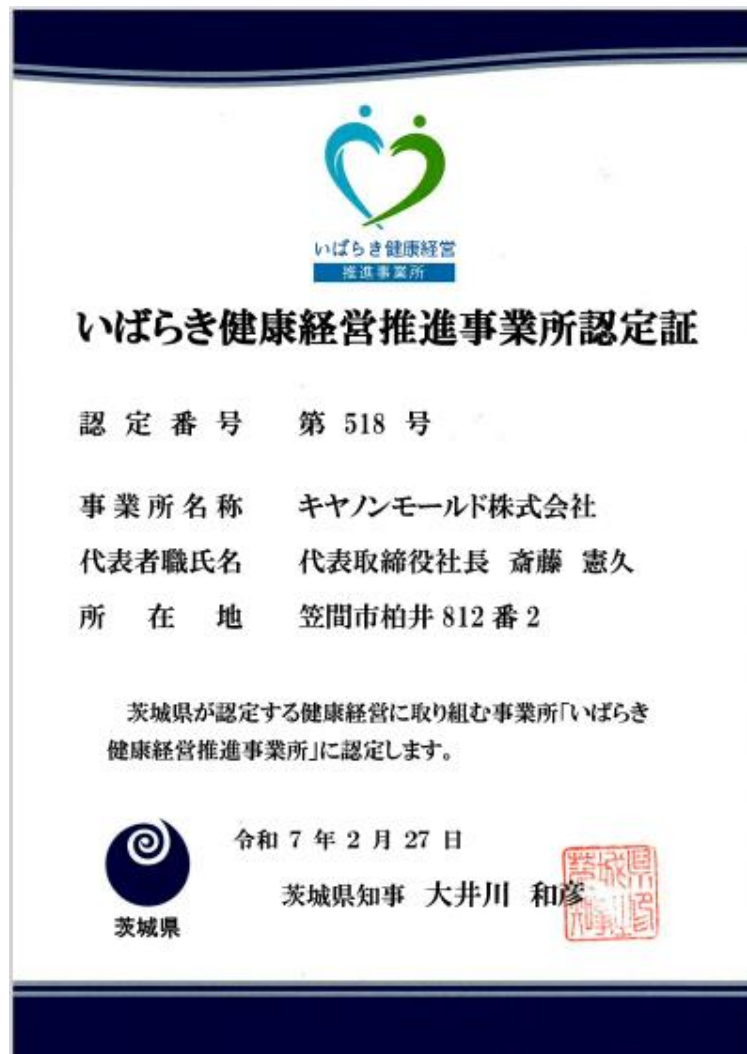 いばらき健康経営
推進事業所
いばらき健康経営推進事業所認定証
認定番号 第 518 号
事業所名称 キヤノンモールド株式会社
代表者職氏名 代表取締役社長 斎藤 憲久
所在地 笠間市柏井 812 番 2
茨城県が認定する健康経営に取り組む事業所「いばらき
健康経営推進事業所」に認定します。
令和 7 年 2 月 27 日
茨城県知事 大井川 和彦
茨城県